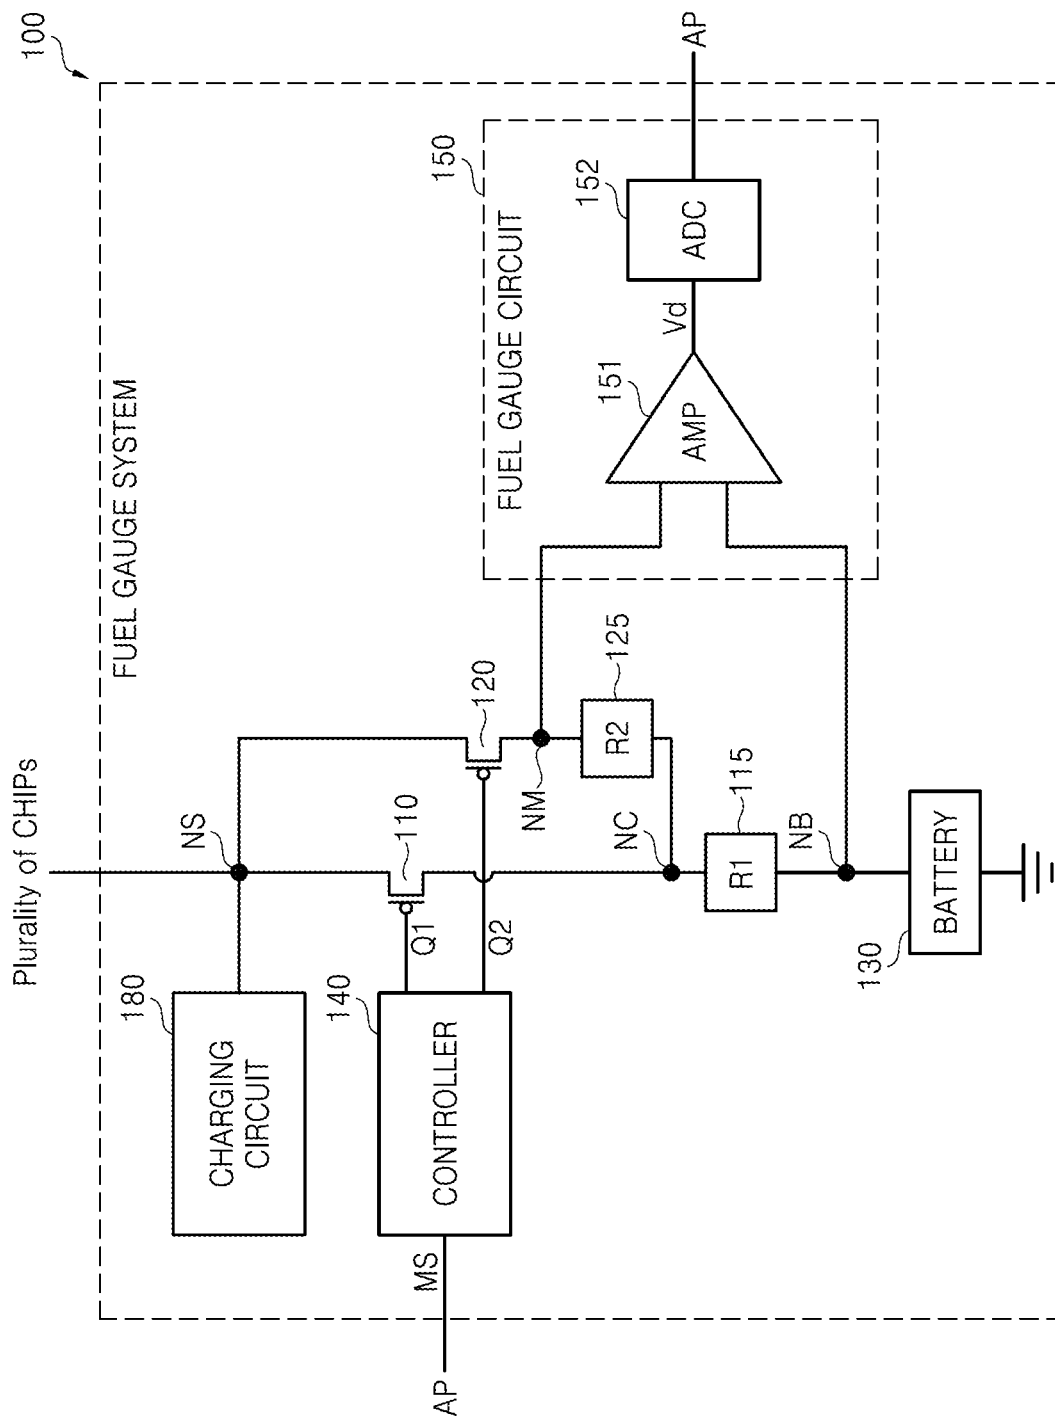 100
FUEL GAUGE SYSTEM
Plurality of CHIPs
NS
180
CHARGING
CIRCUIT
AP
MS
140
CONTROLLER
Q1
Q2
110
120
NM
125
R2
NC
115
R1
NB
130
BATTERY
150
FUEL GAUGE CIRCUIT
151
AMP
Vd
152
ADC
AP